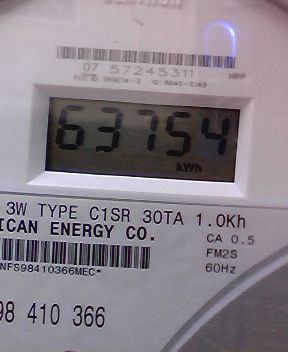 07 57245311 HPP
63754
kWh
3W TYPE C1SR 30TA 1.0Kh
ICAN ENERGY CO.
CA 0.5
FM2S
NFS98410366MEC*
60Hz
98 410 366